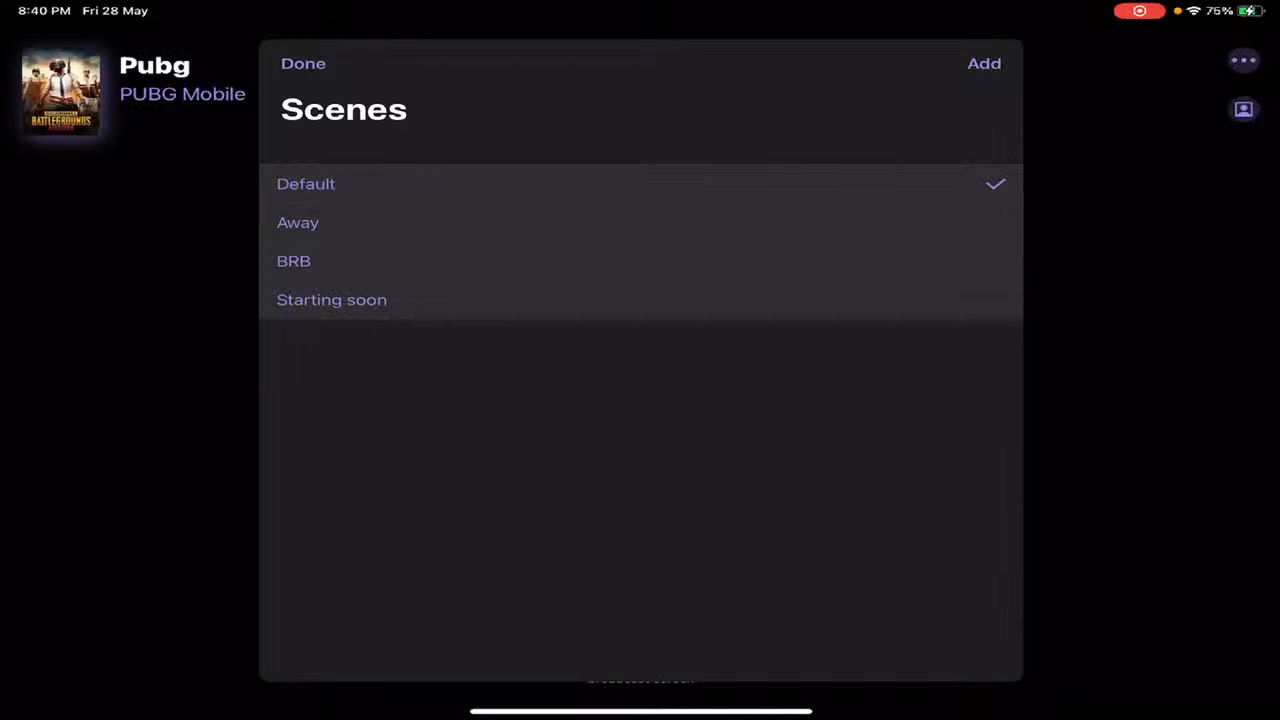 8:40 PM Fri 28 May
75%
Pubg
PUBG Mobile
BATTLEGROUNDS
Done
Add
Scenes
Default
Away
BRB
Starting soon